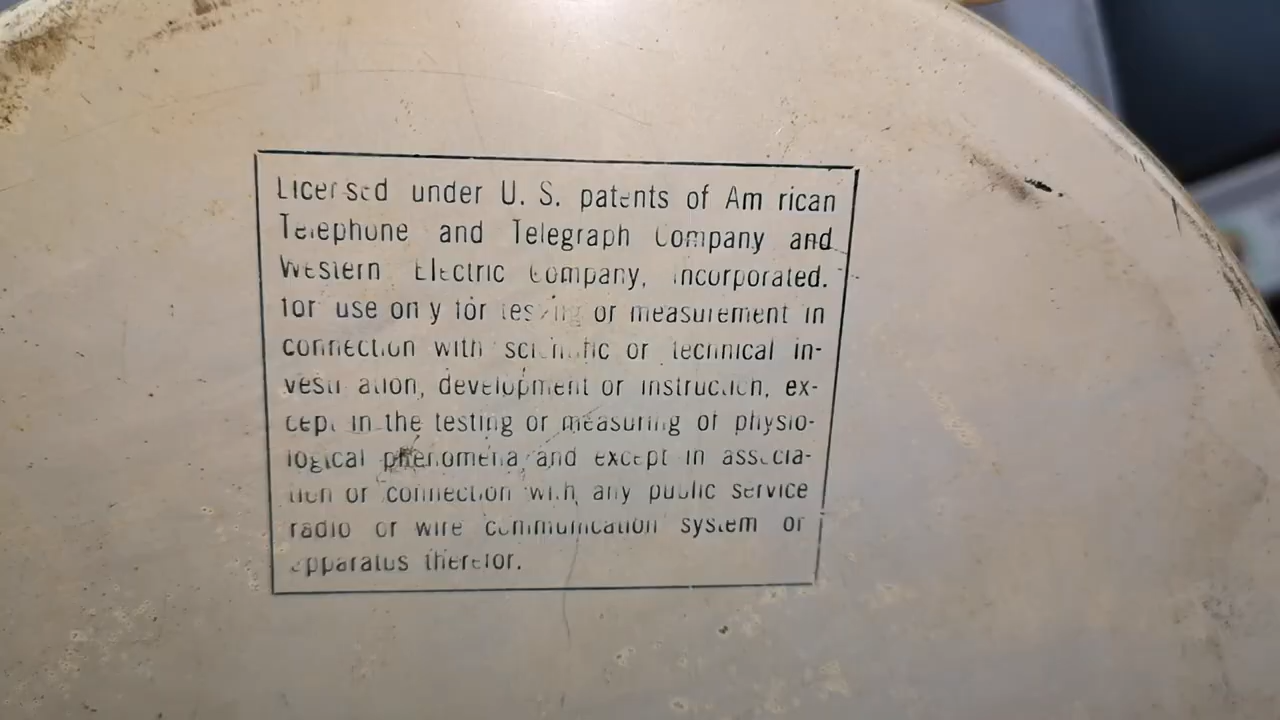 Licensed under U. S. patents of American
Telephone and Telegraph Company and
Western Electric Company, Incorporated.
for use only for testing or measurement in
connection with scientific or technical in-
vestigation, development or instruction, ex-
cept in the testing or measuring of physio-
logical phenomena and except in associa-
tion or connection with any public service
radio or wire communication system or
apparatus therefor.